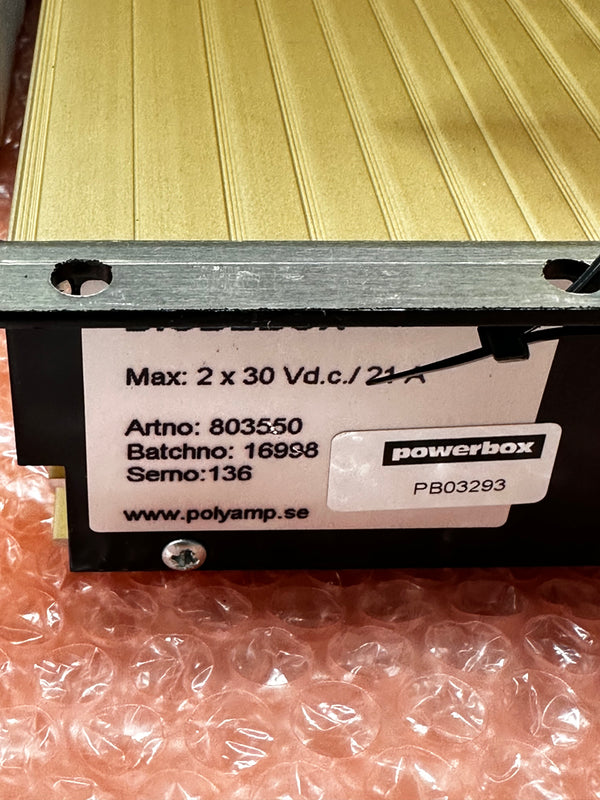 Max: 2 x 30 Vd.c./ 21 A
Artno: 803550
Batchno: 16998
Serno:136
www.polyamp.se
powerbox
PB03293